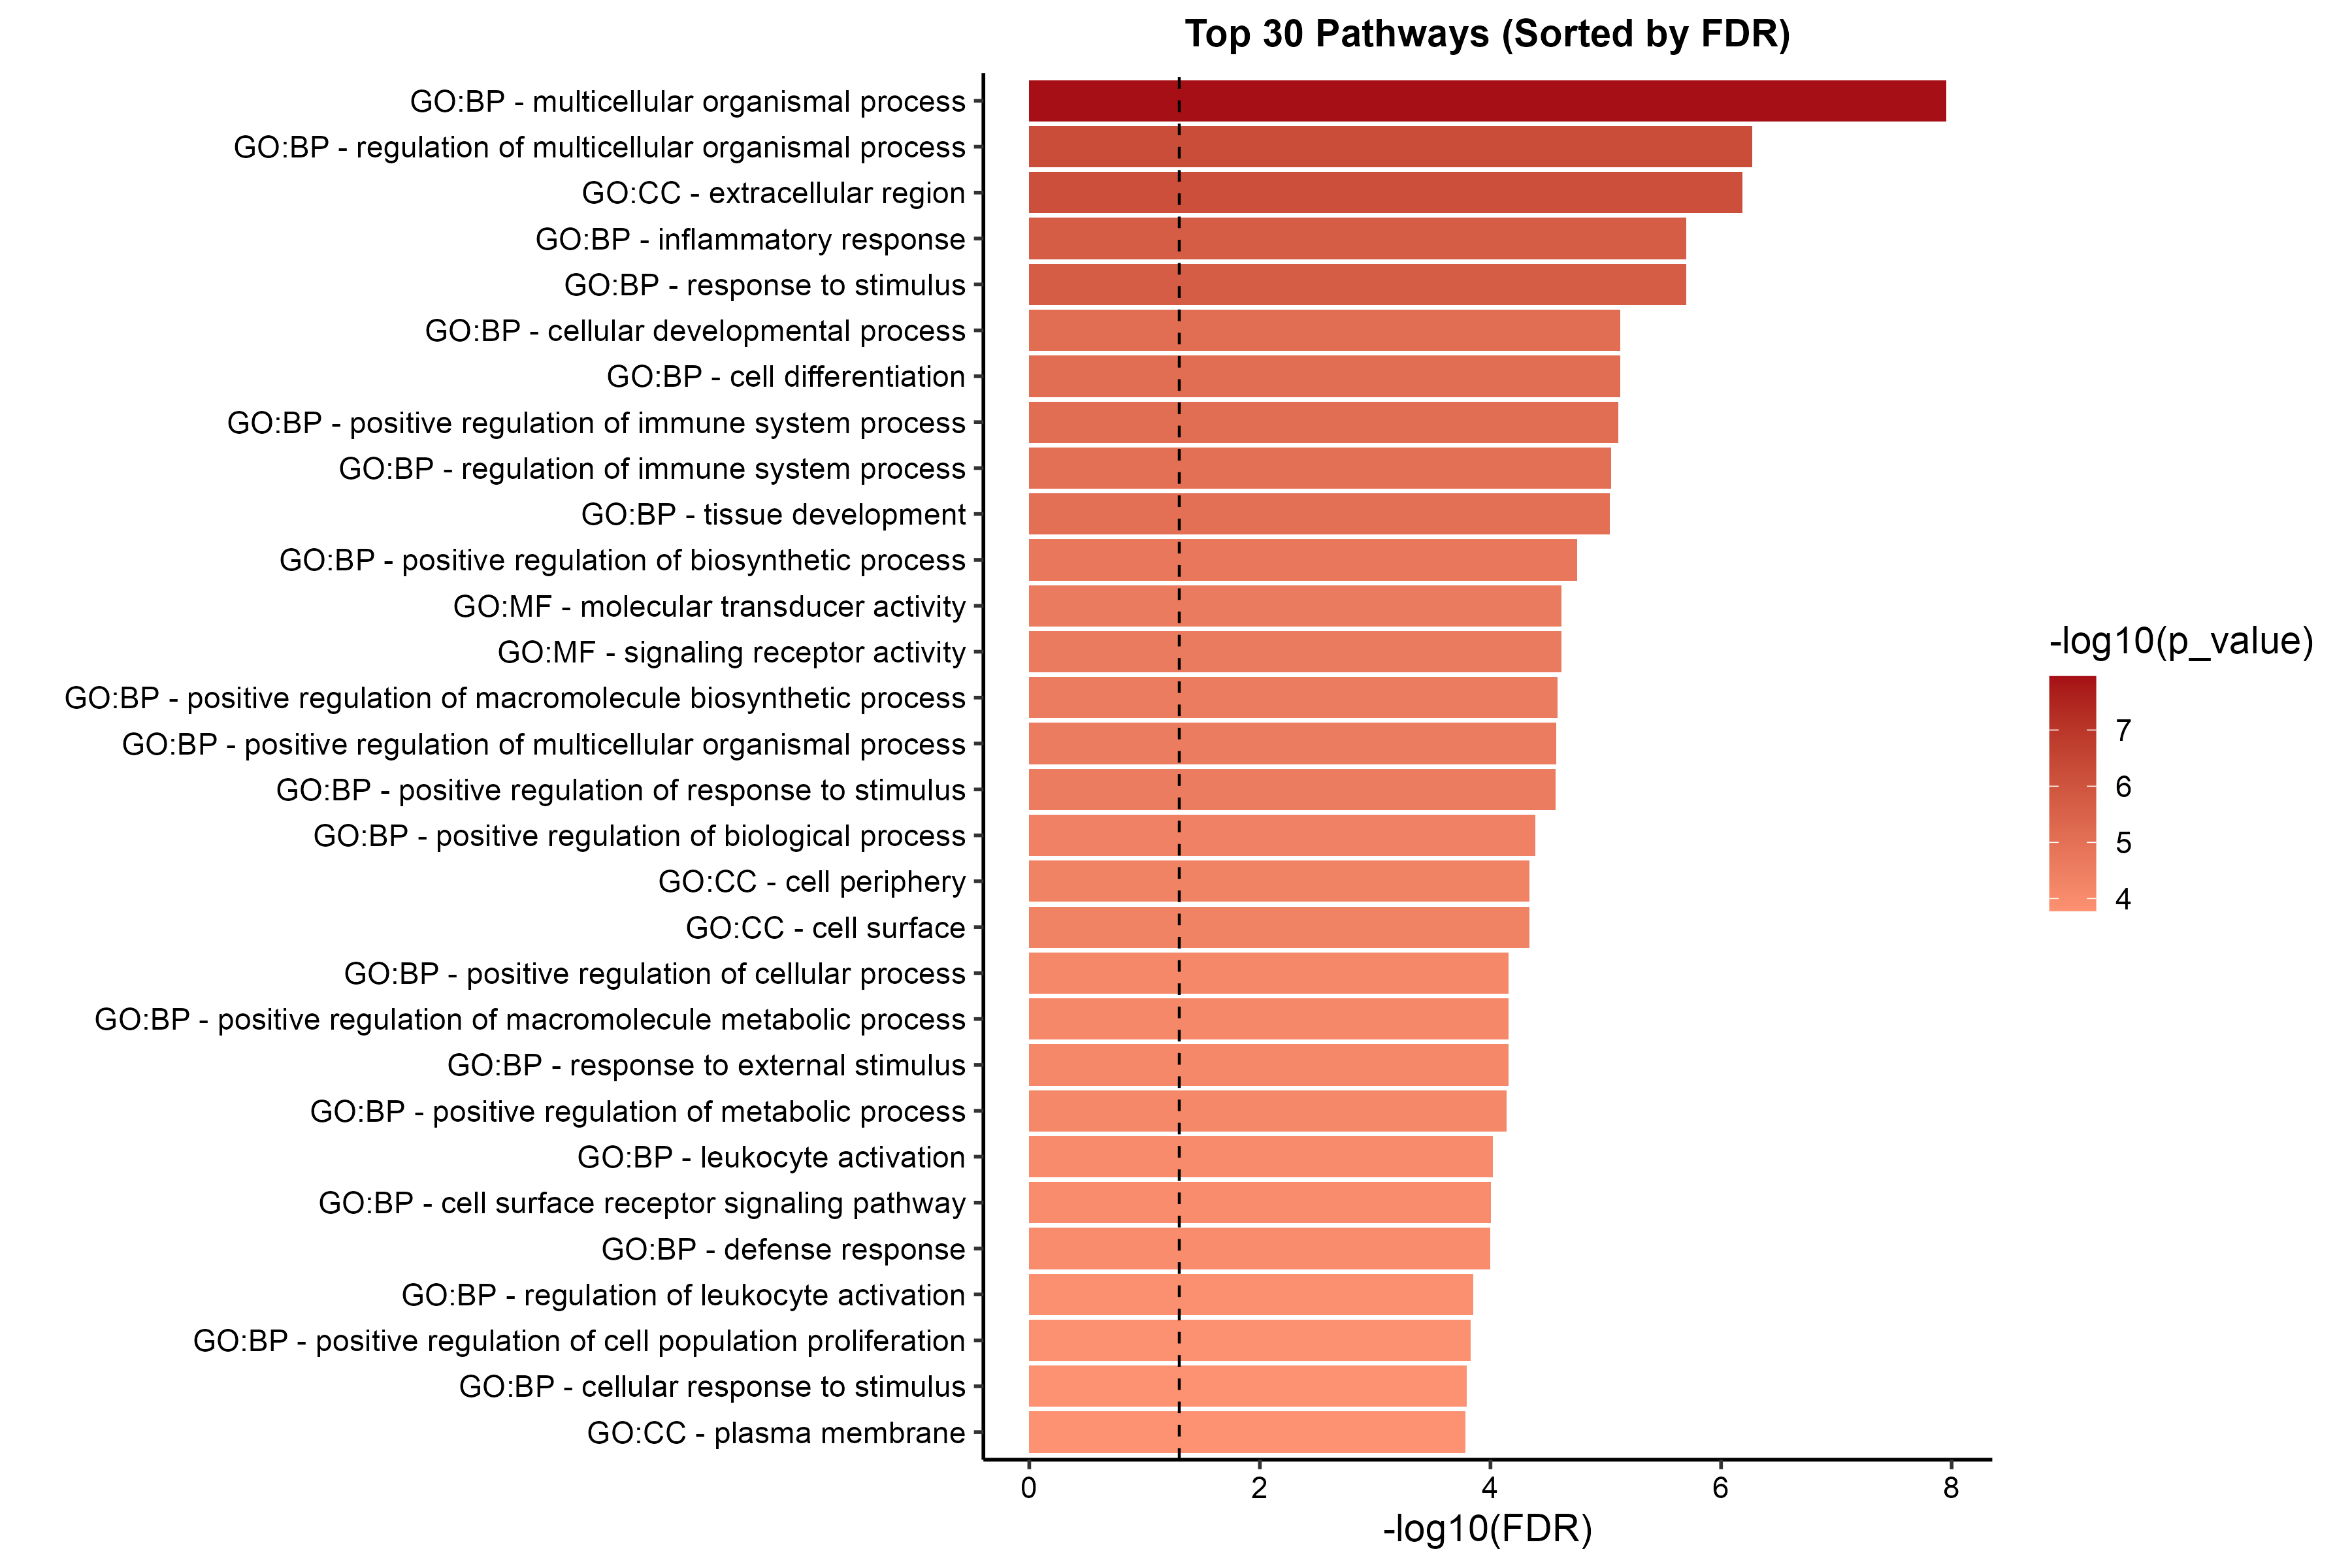 Top 30 Pathways (Sorted by FDR)
GO:BP - multicellular organismal process
GO:BP - regulation of multicellular organismal process
GO:CC - extracellular region
GO:BP - inflammatory response
GO:BP - response to stimulus
GO:BP - cellular developmental process
GO:BP - cell differentiation
GO:BP - positive regulation of immune system process
GO:BP - regulation of immune system process
GO:BP - tissue development
GO:BP - positive regulation of biosynthetic process
GO:MF - molecular transducer activity
GO:MF - signaling receptor activity
GO:BP - positive regulation of macromolecule biosynthetic process
GO:BP - positive regulation of multicellular organismal process
GO:BP - positive regulation of response to stimulus
GO:BP - positive regulation of biological process
GO:CC - cell periphery
GO:CC - cell surface
GO:BP - positive regulation of cellular process
GO:BP - positive regulation of macromolecule metabolic process
GO:BP - response to external stimulus
GO:BP - positive regulation of metabolic process
GO:BP - leukocyte activation
GO:BP - cell surface receptor signaling pathway
GO:BP - defense response
GO:BP - regulation of leukocyte activation
GO:BP - positive regulation of cell population proliferation
GO:BP - cellular response to stimulus
GO:CC - plasma membrane
0 2 4 6 8
-log10(FDR)
-log10(p_value)
7
6
5
4